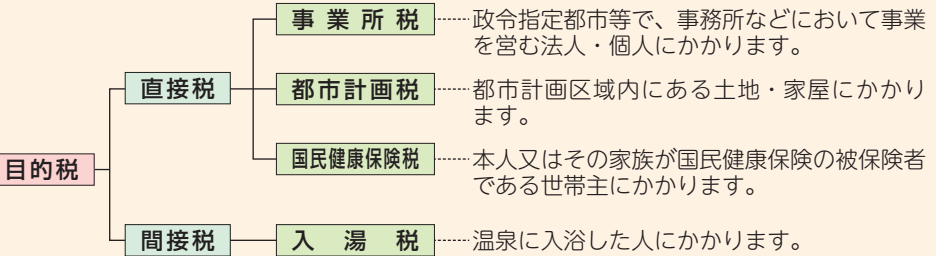 事業所税
政令指定都市等で、事務所などにおいて事業
を営む法人・個人にかかります。
直接税
都市計画税
都市計画区域内にある土地・家屋にかかり
ます。
目的税
国民健康保険税
本人又はその家族が国民健康保険の被保険者
である世帯主にかかります。
間接税
入湯税
温泉に入浴した人にかかります。